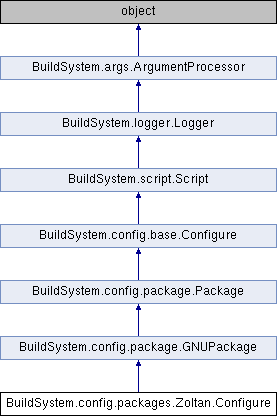 object
BuildSystem.args.ArgumentProcessor
BuildSystem.logger.Logger
BuildSystem.script.Script
BuildSystem.config.base.Configure
BuildSystem.config.package.Package
BuildSystem.config.package.GNUPackage
BuildSystem.config.packages.Zoltan.Configure